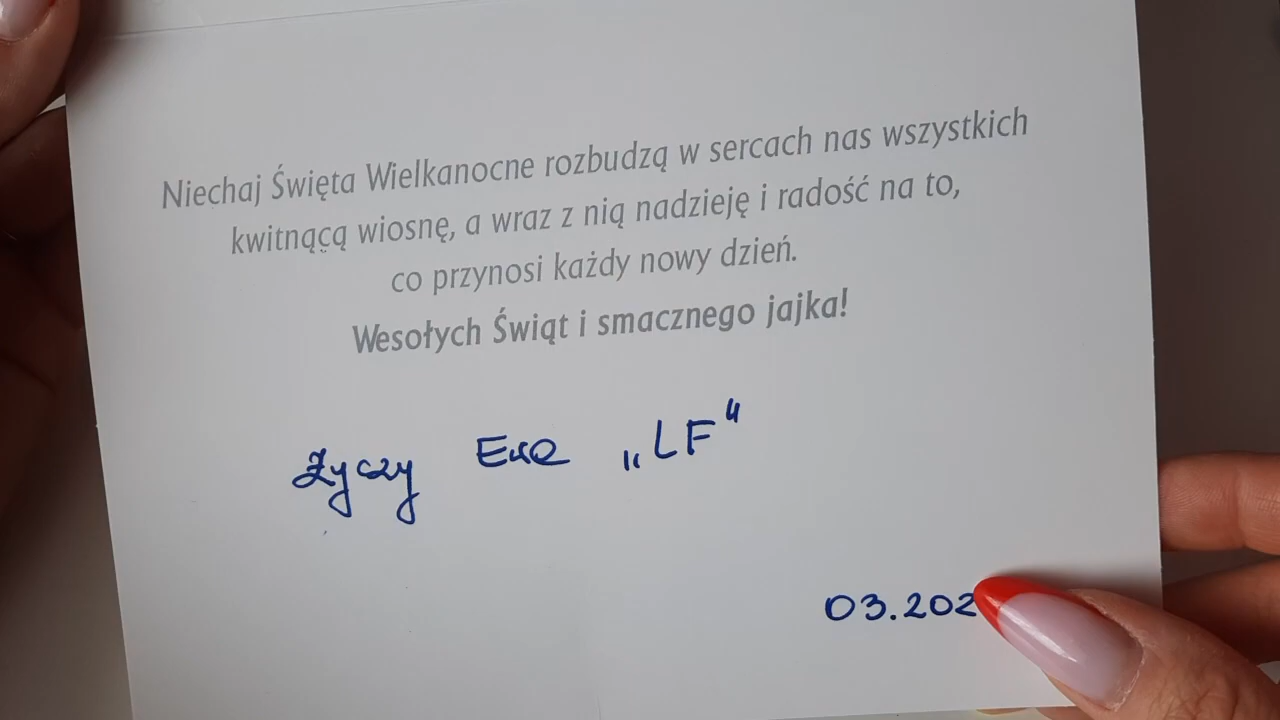 Niechaj Święta Wielkanocne rozbudzą w sercach nas wszystkich
kwitnącą wiosnę, a wraz z nią nadzieję i radość na to,
co przynosi każdy nowy dzień.
Wesołych Świąt i smacznego jajka!
Życzy Ewa „LF"
03.202